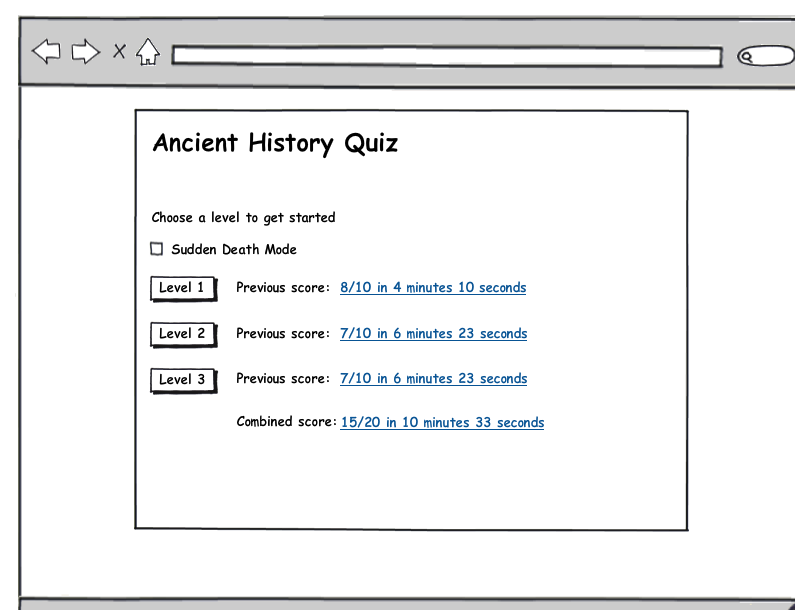 Ancient History Quiz
Choose a level to get started
Sudden Death Mode
Level 1 Previous score: 8/10 in 4 minutes 10 seconds
Level 2 Previous score: 7/10 in 6 minutes 23 seconds
Level 3 Previous score: 7/10 in 6 minutes 23 seconds
Combined score: 15/20 in 10 minutes 33 seconds